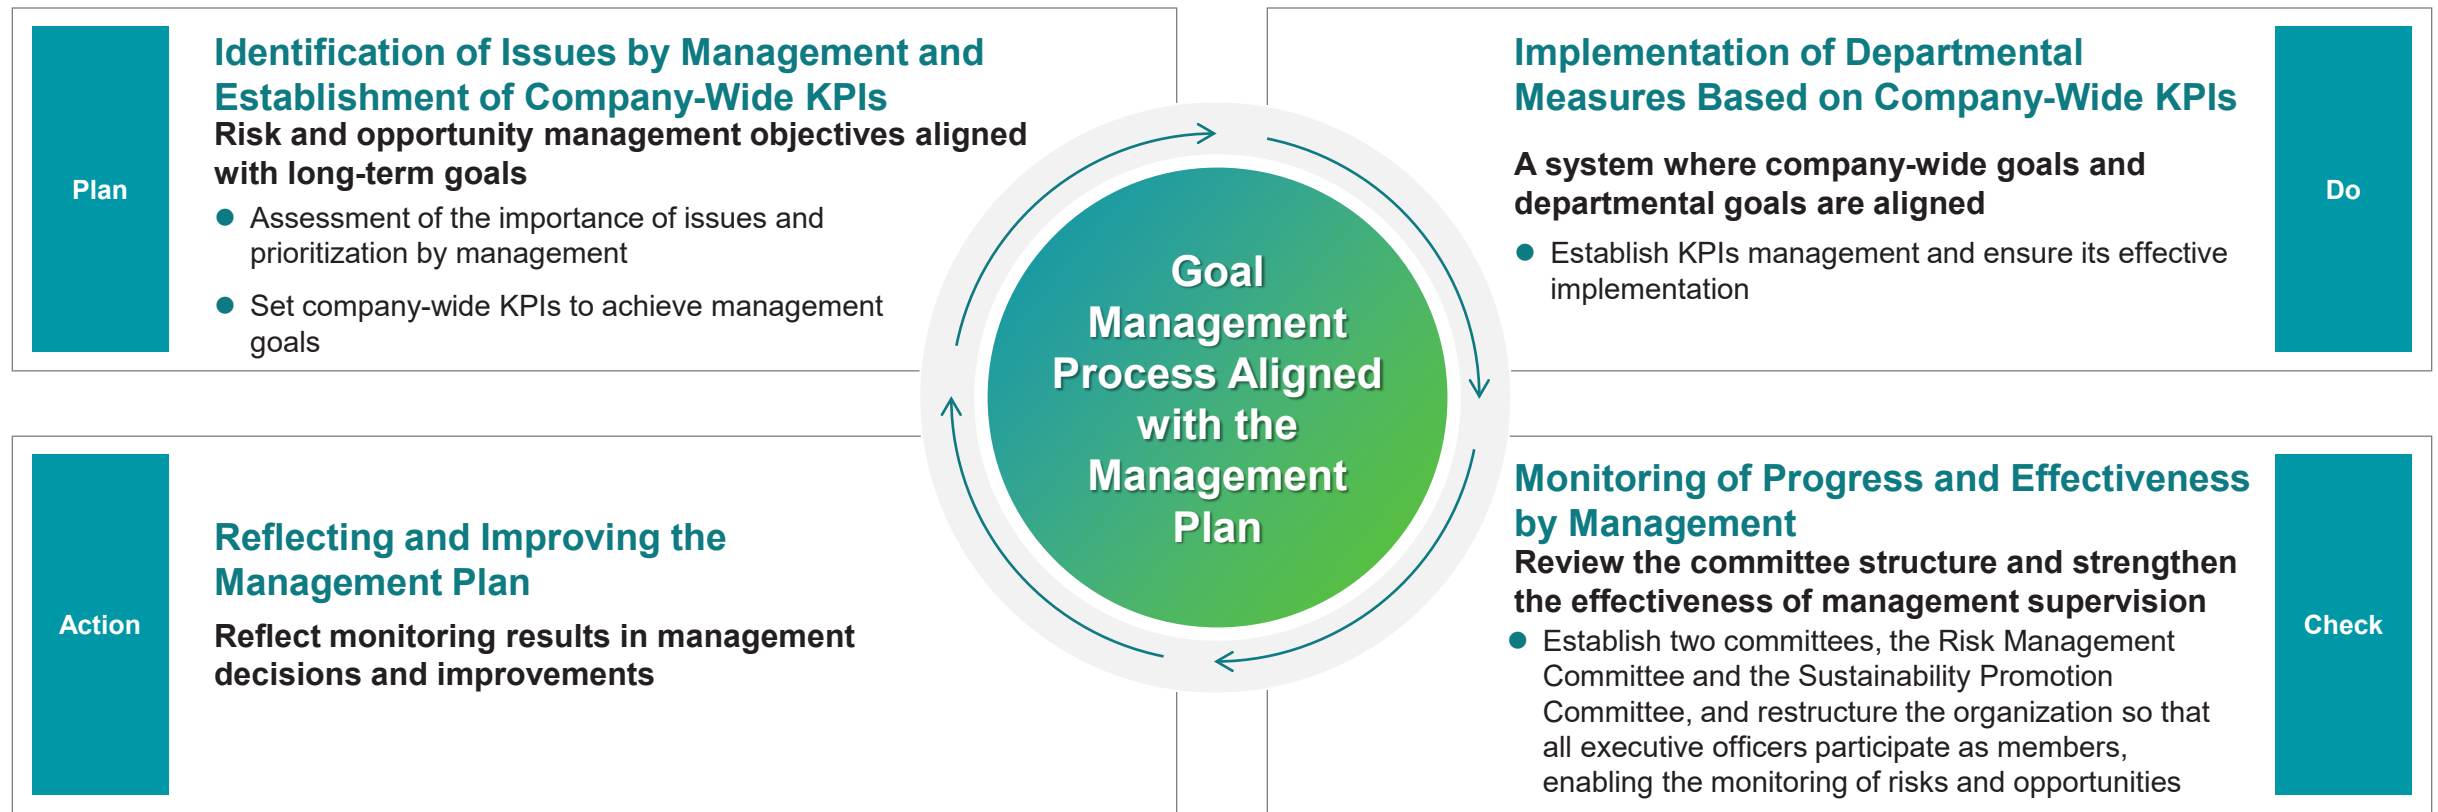 Plan
Identification of Issues by Management and
Establishment of Company-Wide KPIs
Risk and opportunity management objectives aligned
with long-term goals
● Assessment of the importance of issues and
prioritization by management
● Set company-wide KPIs to achieve management
goals
Implementation of Departmental
Measures Based on Company-Wide KPIs
A system where company-wide goals and
departmental goals are aligned
● Establish KPIs management and ensure its effective
implementation
Do
Goal
Management
Process Aligned
with the
Management
Plan
Action
Reflecting and Improving the
Management Plan
Reflect monitoring results in management
decisions and improvements
Monitoring of Progress and Effectiveness
by Management
Review the committee structure and strengthen
the effectiveness of management supervision
● Establish two committees, the Risk Management
Committee and the Sustainability Promotion
Committee, and restructure the organization so that
all executive officers participate as members,
enabling the monitoring of risks and opportunities
Check